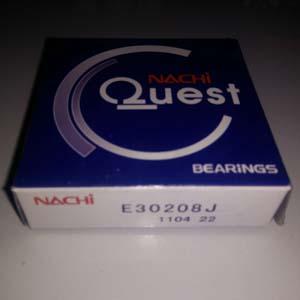 NACHi
Quest
BEARINGS
NACHi E30208J
1104 22